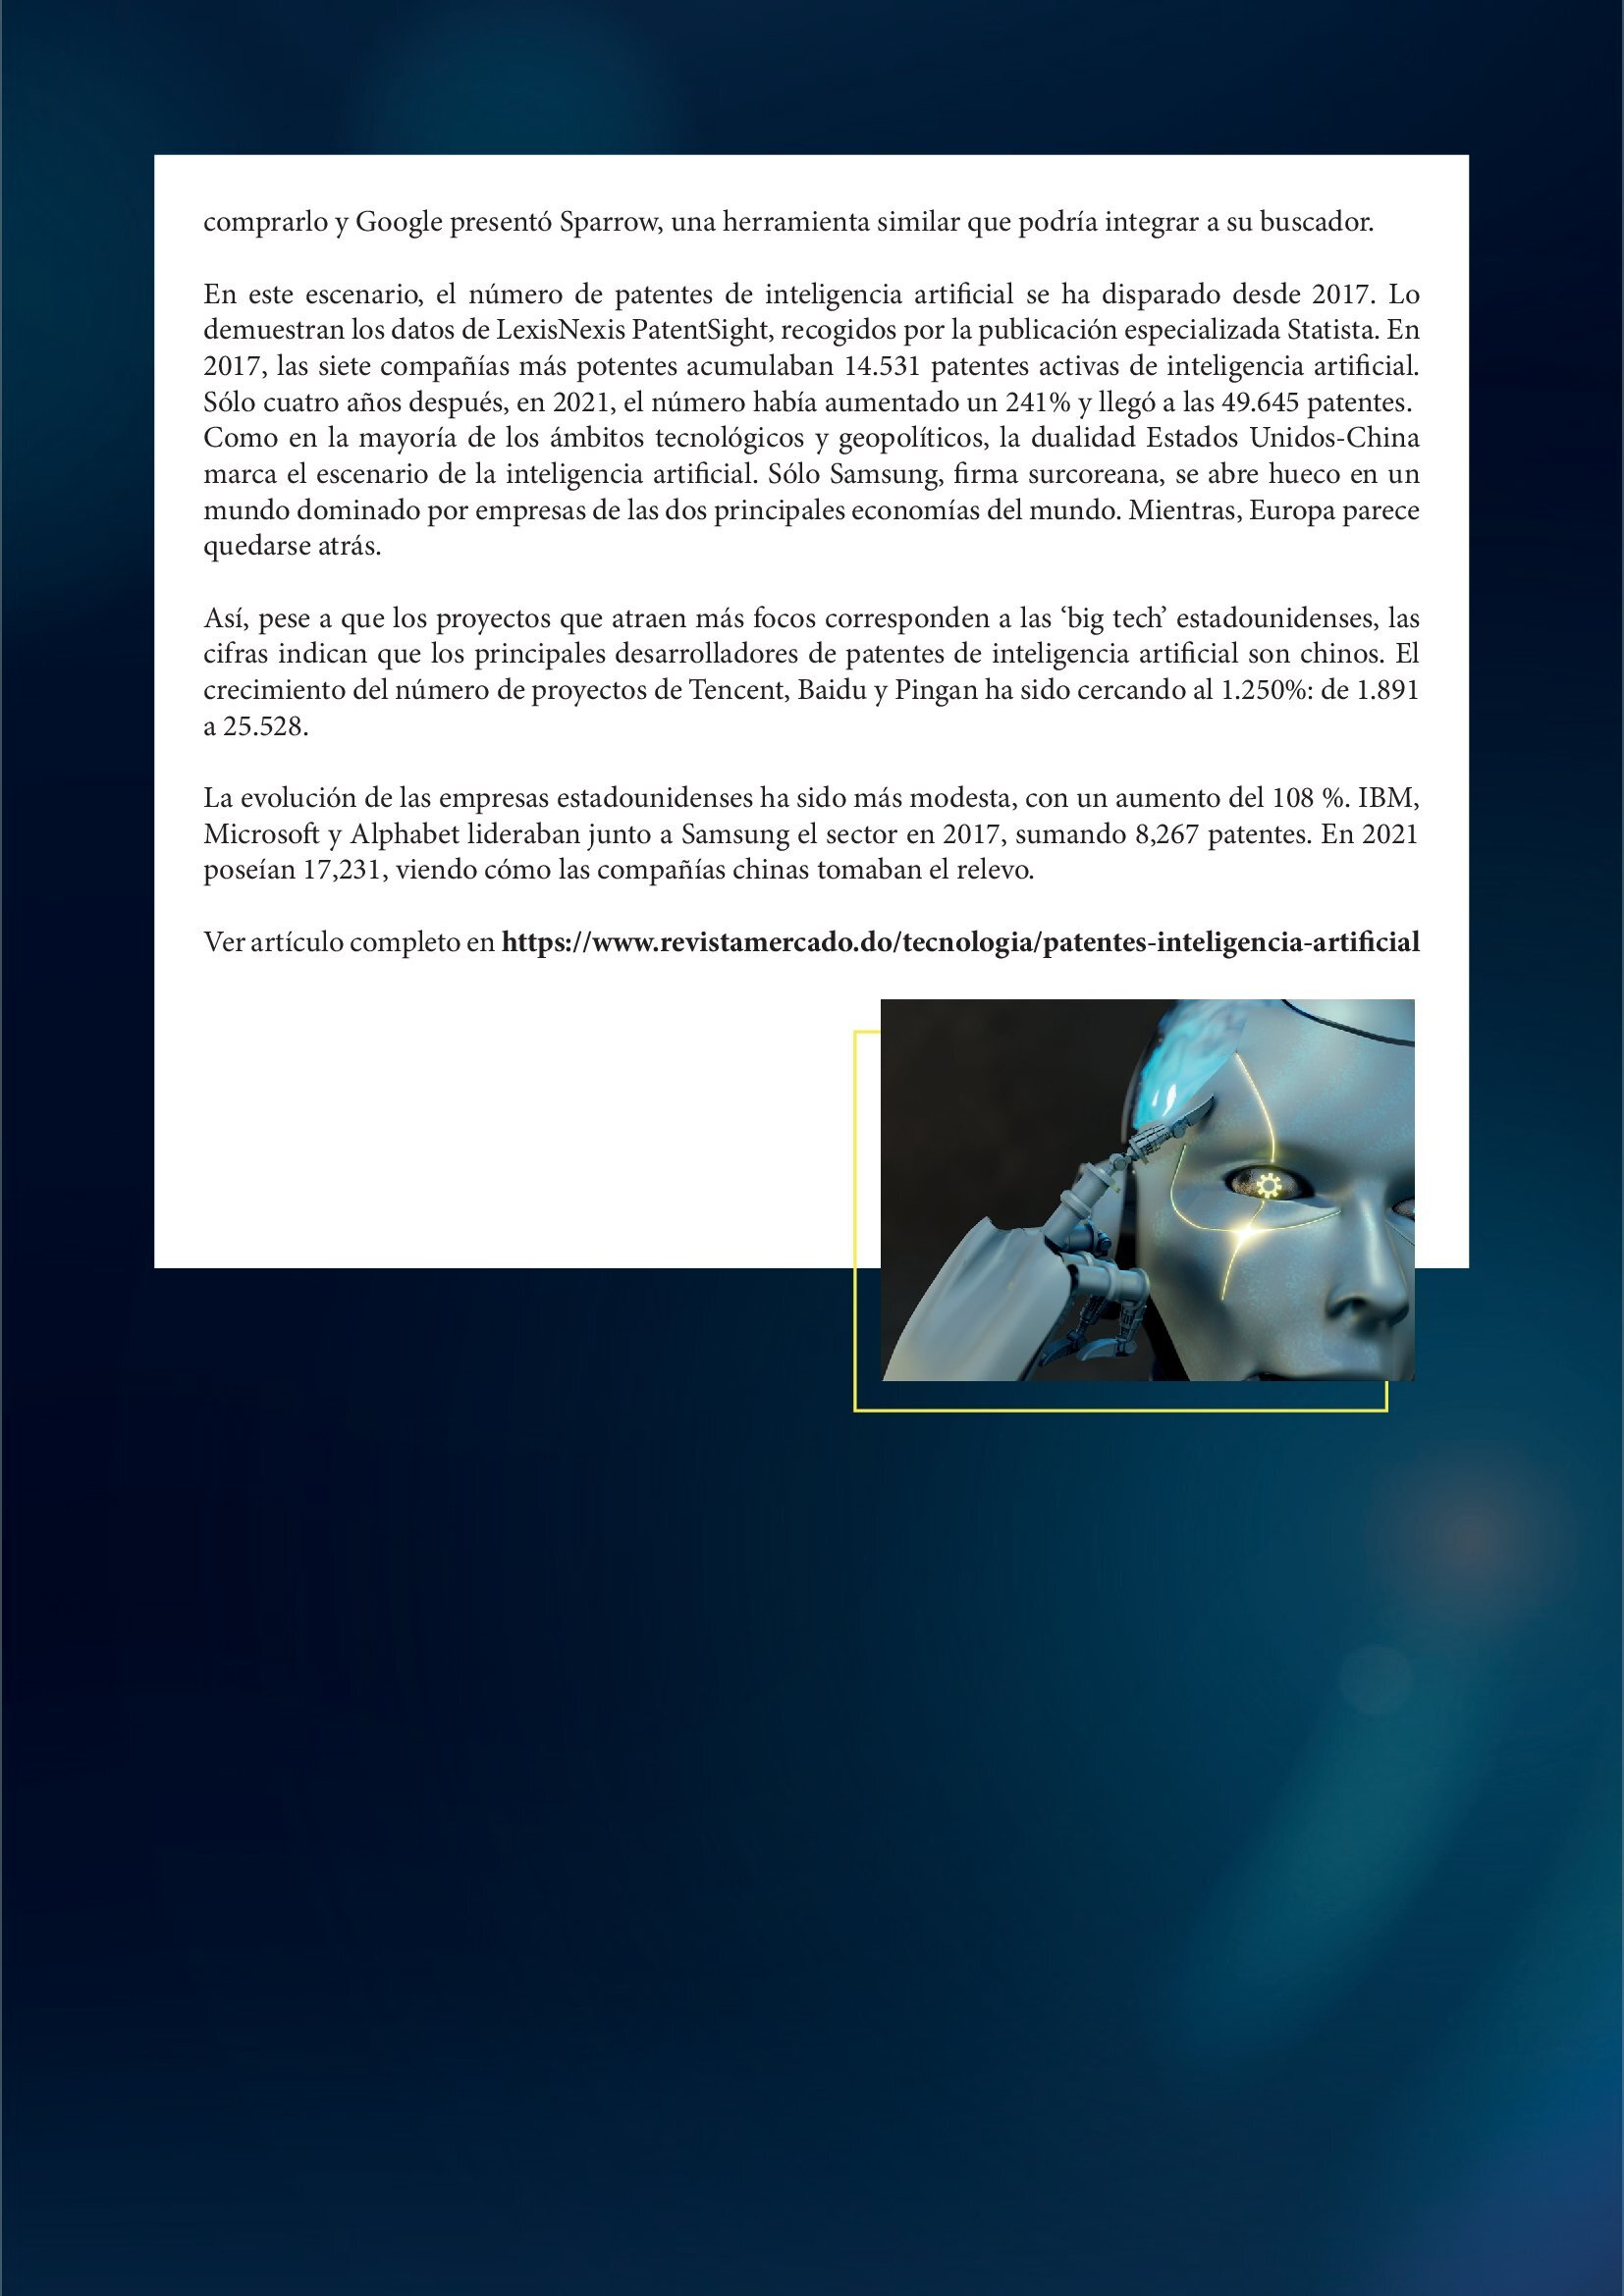 comprarlo y Google presentó Sparrow, una herramienta similar que podría integrar a su buscador.
En este escenario, el número de patentes de inteligencia artificial se ha disparado desde 2017. Lo
demuestran los datos de LexisNexis PatentSight, recogidos por la publicación especializada Statista. En
2017, las siete compañías más potentes acumulaban 14.531 patentes activas de inteligencia artificial.
Sólo cuatro años después, en 2021, el número había aumentado un 241% y llegó a las 49.645 patentes.
Como en la mayoría de los ámbitos tecnológicos y geopolíticos, la dualidad Estados Unidos-China
marca el escenario de la inteligencia artificial. Sólo Samsung, firma surcoreana, se abre hueco en un
mundo dominado por empresas de las dos principales economías del mundo. Mientras, Europa parece
quedarse atrás.
Así, pese a que los proyectos que atraen más focos corresponden a las ‘big tech’ estadounidenses, las
cifras indican que los principales desarrolladores de patentes de inteligencia artificial son chinos. El
crecimiento del número de proyectos de Tencent, Baidu y Pingan ha sido cercando al 1.250%: de 1.891
a 25.528.
La evolución de las empresas estadounidenses ha sido más modesta, con un aumento del 108 %. IBM,
Microsoft y Alphabet lideraban junto a Samsung el sector en 2017, sumando 8,267 patentes. En 2021
poseían 17,231, viendo cómo las compañías chinas tomaban el relevo.
Ver artículo completo en https://www.revistamercado.do/tecnologia/patentes-inteligencia-artificial